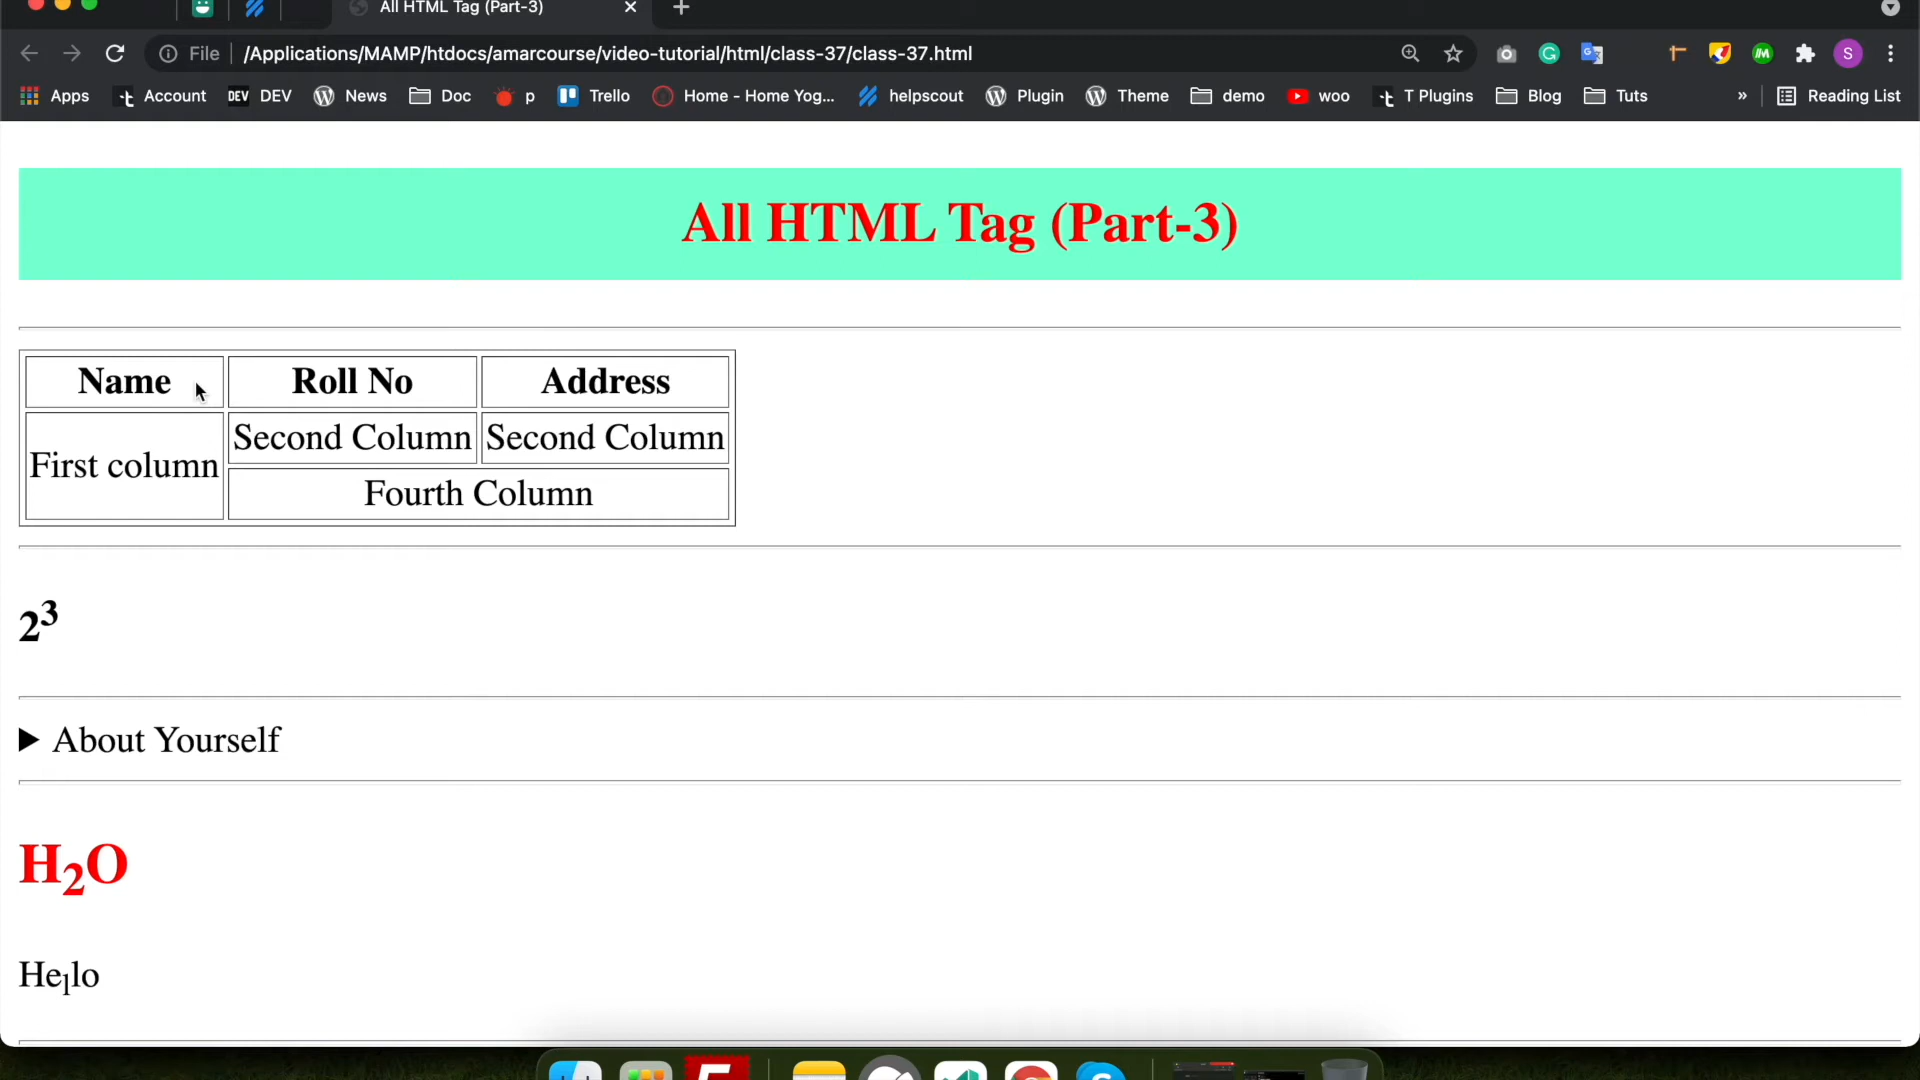 All HTML Tag (Part-3)
File /Applications/MAMP/htdocs/amarcourse/video-tutorial/html/class-37/class-37.html S
Apps Account DEV DEV News Doc p Trello Home - Home Yog... helpscout Plugin Theme demo woo T Plugins Blog Tuts » Reading List
All HTML Tag (Part-3)
Name Roll No Address
First column Second Column Second Column
Fourth Column
2³
About Yourself
H₂O
Heₗlo